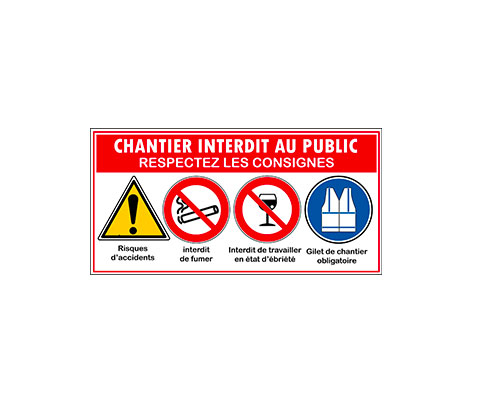 CHANTIER INTERDIT AU PUBLIC
RESPECTEZ LES CONSIGNES
Risques
d'accidents
interdit
de fumer
Interdit de travailler
en état d'ébriété
Gilet de chantier
obligatoire